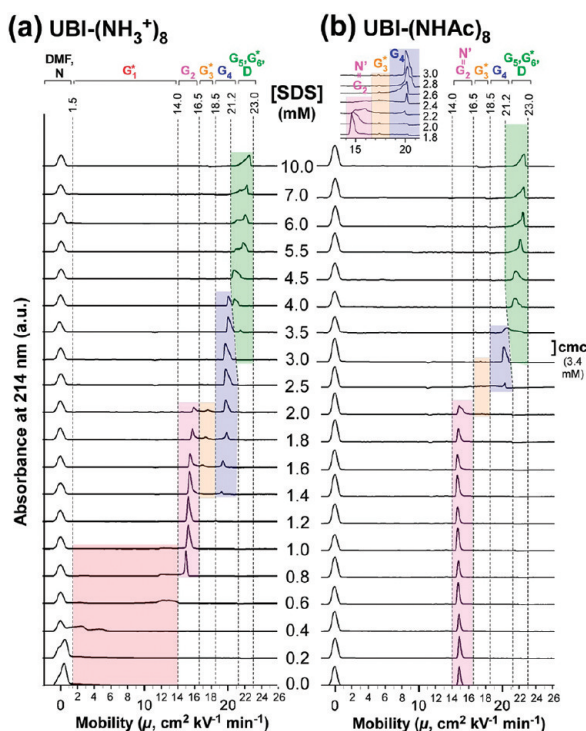 (a) UBI-(NH₃⁺)₈
DMF, N
G*₁
G₂
G*₃
G₄
G₅, G₆*, D
1.5
14.0
16.5
18.5
21.2
23.0
[SDS] (mM)
10.0
7.0
6.0
5.5
4.5
4.0
3.5
3.0
2.5
2.0
1.8
1.6
1.4
1.2
1.0
0.8
0.6
0.4
0.2
0.0
Absorbance at 214 nm (a.u.)
0 2 4 6 8 10 12 14 16 18 20 22 24 26
Mobility (μ, cm² kV⁻¹ min⁻¹)
(b) UBI-(NHAc)₈
N' = G₂
G₃*
G₄
3.0
2.8
2.6
2.4
2.2
2.0
1.8
15
20
N' = G₂
G₃*
G₄
G₅, G₆*, D
14.0
16.5
18.5
21.2
23.0
cmc
(3.4 mM)
0 2 4 6 8 10 12 14 16 18 20 22 24 26
Mobility (μ, cm² kV⁻¹ min⁻¹)